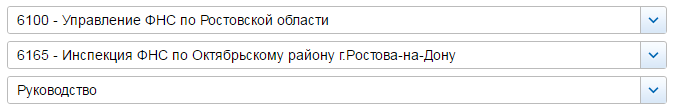 6100 - Управление ФНС по Ростовской области
6165 - Инспекция ФНС по Октябрьскому району г.Ростова-на-Дону
Руководство